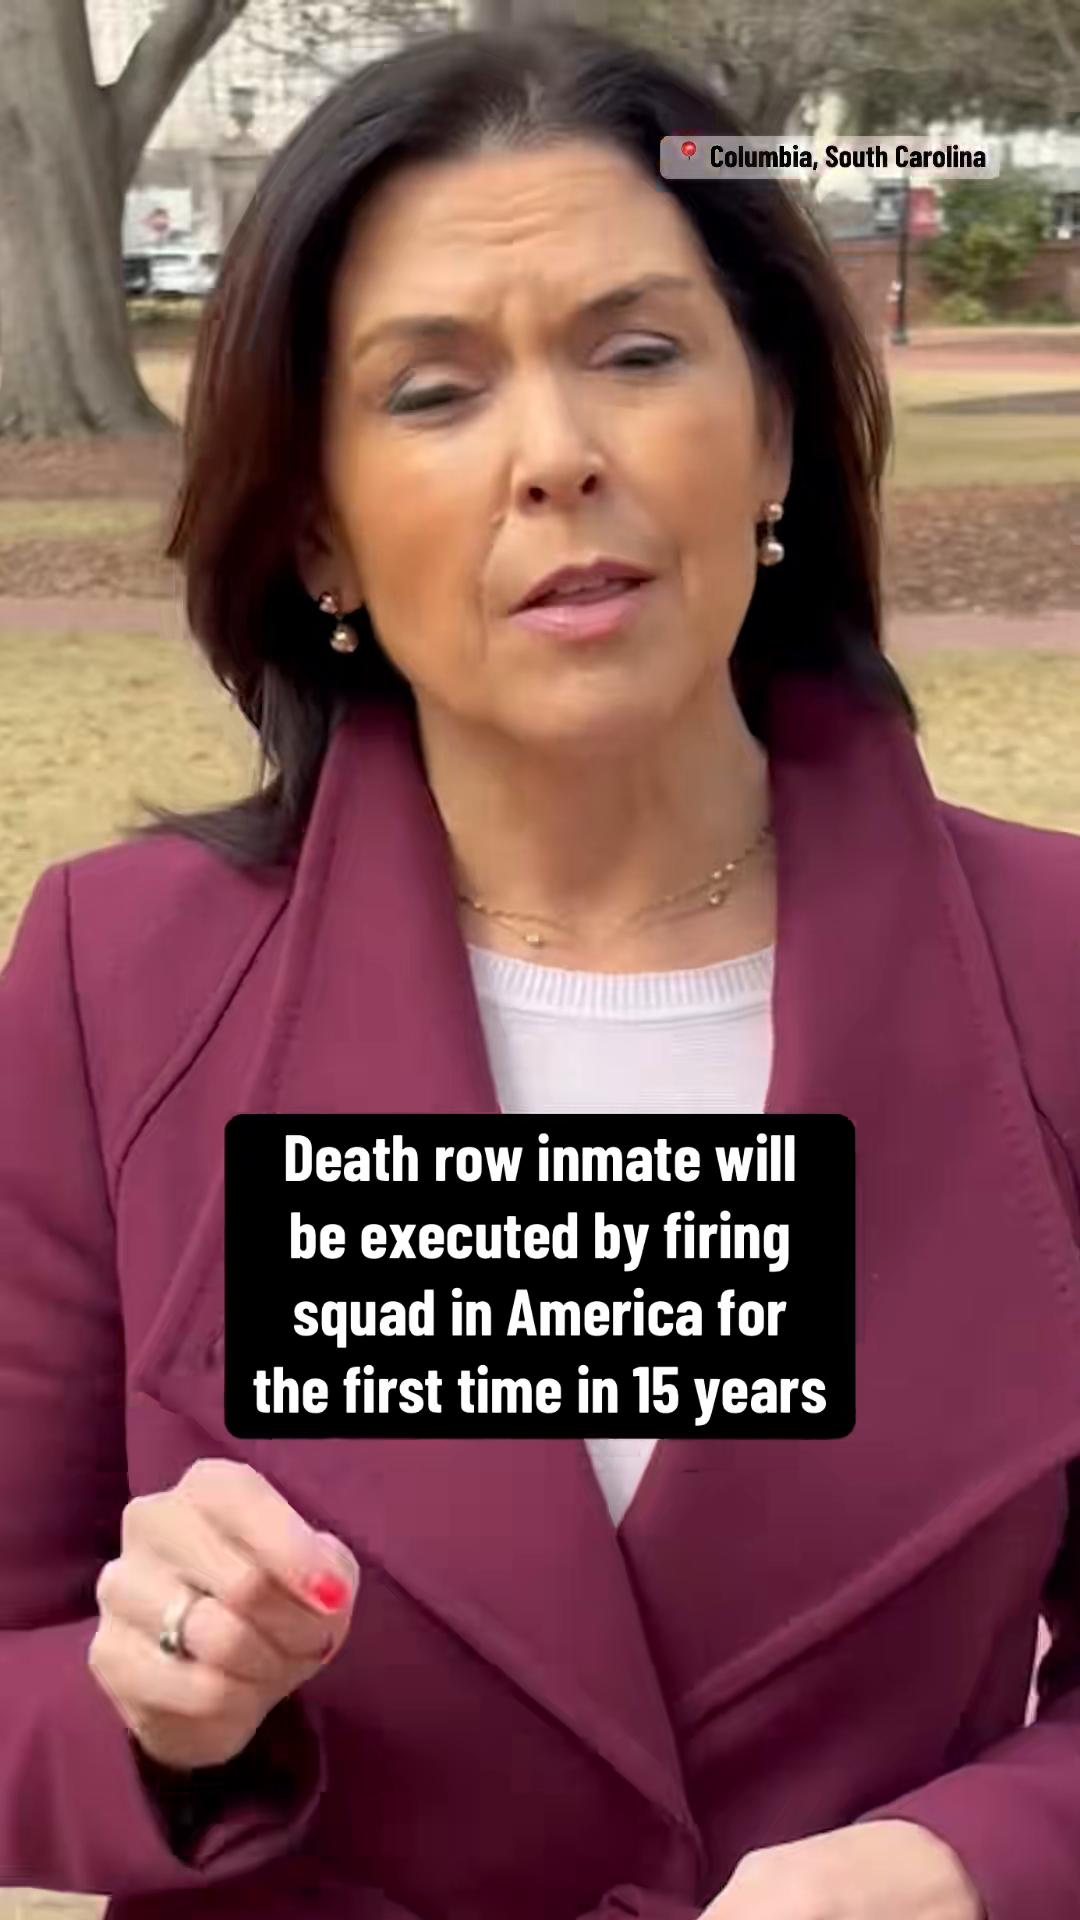 Columbia, South Carolina
Death row inmate will
be executed by firing
squad in America for
the first time in 15 years